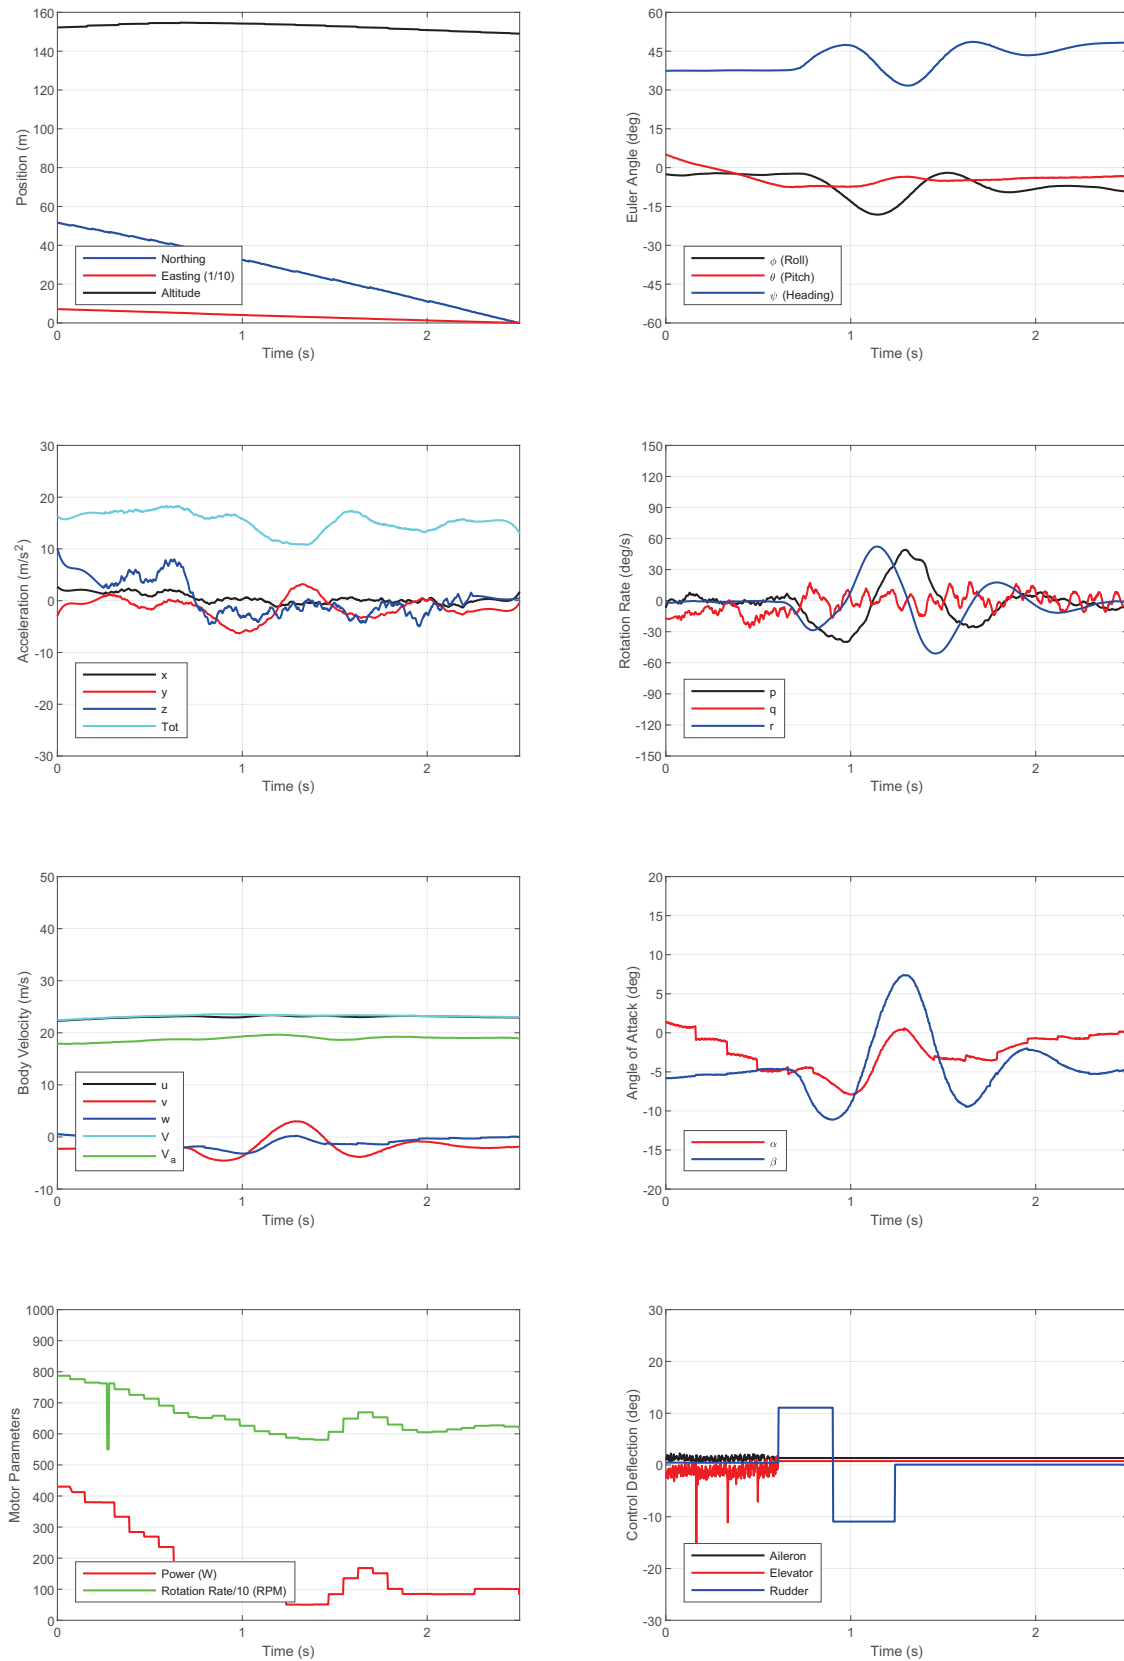 160
140
120
100
80
60
40
20
0
Position (m)
Northing
Easting (1/10)
Altitude
0 1 2
Time (s)
60
45
30
15
0
-15
-30
-45
-60
Euler Angle (deg)
ϕ (Roll)
θ (Pitch)
ψ (Heading)
0 1 2
Time (s)
30
20
10
0
-10
-20
-30
Acceleration (m/s²)
x
y
z
Tot
0 1 2
Time (s)
150
120
90
60
30
0
-30
-60
-90
-120
-150
Rotation Rate (deg/s)
p
q
r
0 1 2
Time (s)
50
40
30
20
10
0
-10
Body Velocity (m/s)
u
v
w
V
V_a
0 1 2
Time (s)
20
15
10
5
0
-5
-10
-15
-20
Angle of Attack (deg)
α
β
0 1 2
Time (s)
1000
900
800
700
600
500
400
300
200
100
0
Motor Parameters
Power (W)
Rotation Rate/10 (RPM)
0 1 2
Time (s)
30
20
10
0
-10
-20
-30
Control Deflection (deg)
Aileron
Elevator
Rudder
0 1 2
Time (s)